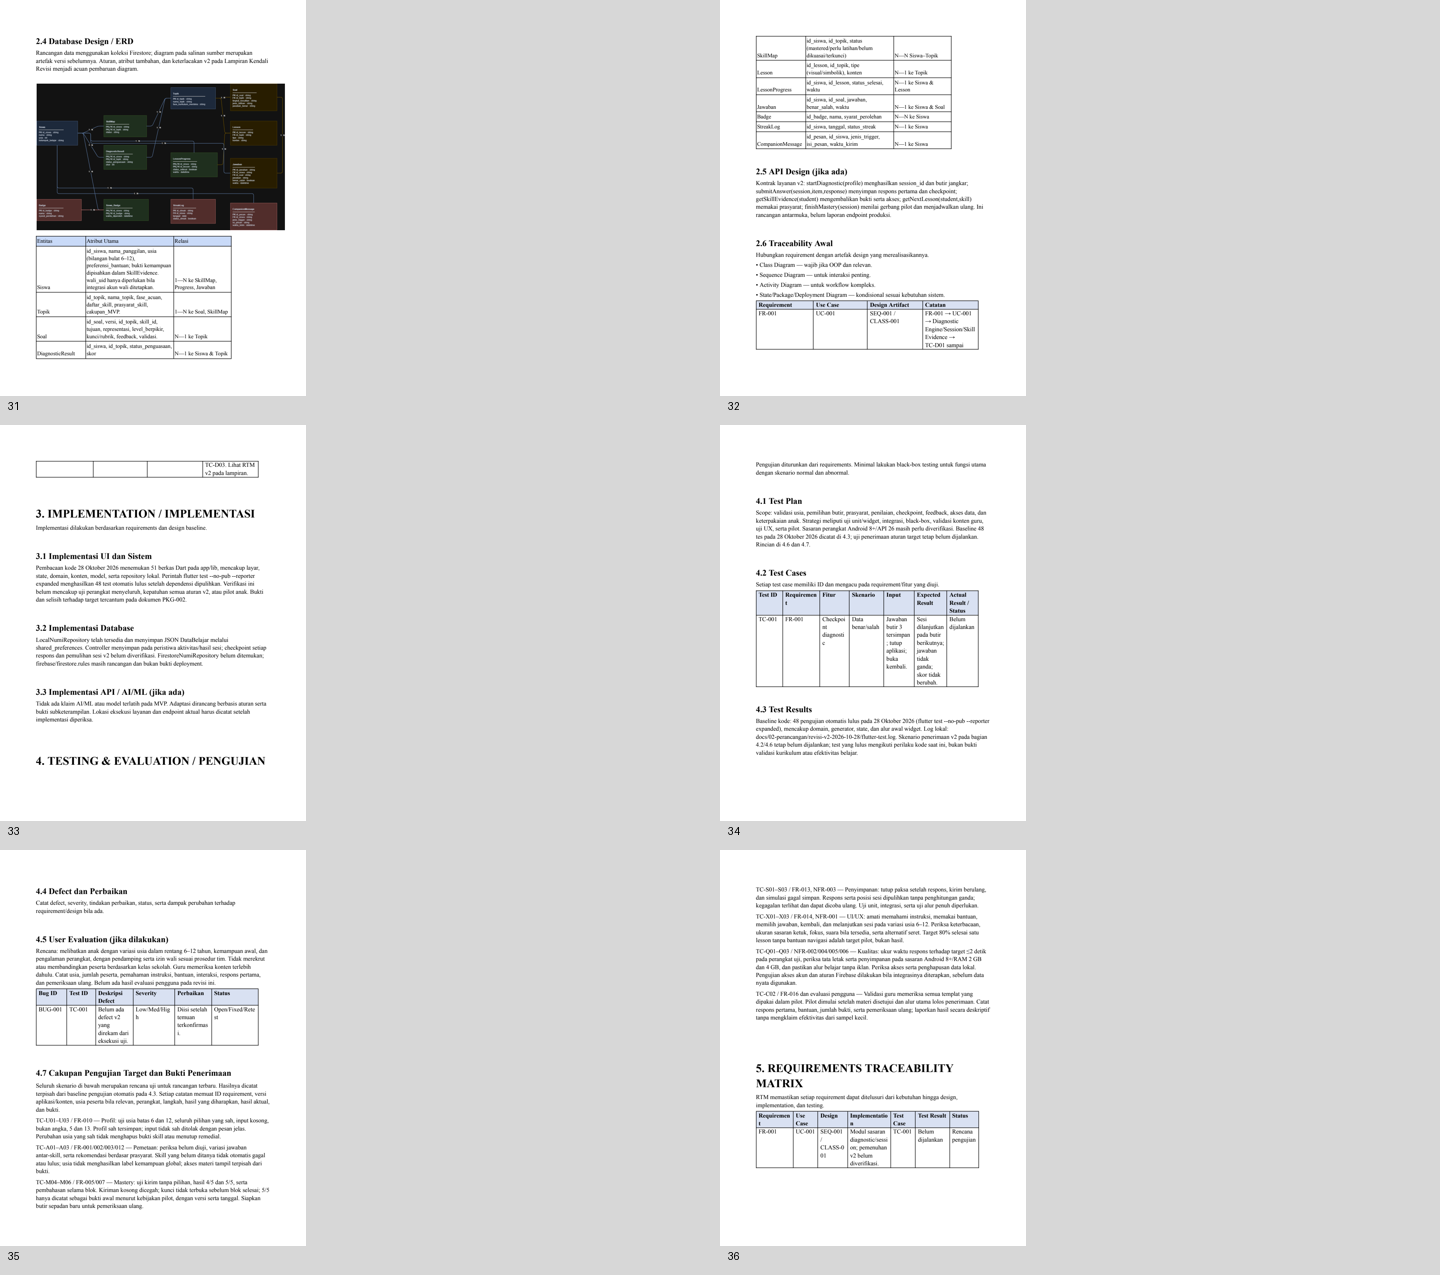 2.4 Database Design / ERD
Rancangan data menggunakan koleksi Firestore; diagram pada salinan sumber merupakan
artefak versi sebelumnya. Aturan, atribut tambahan, dan keterlacakan v2 pada Lampiran Kendali
Revisi menjadi acuan pembaruan diagram.
Entitas Atribut Utama Relasi
Siswa id_siswa, nama_panggilan, usia
(bilangan bulat 6–12),
preferensi_bantuan; bukti kemampuan
dipisahkan dalam SkillEvidence.
wali_uid hanya diperlukan bila
integrasi akun wali ditetapkan. 1—N ke SkillMap,
Progress, Jawaban
Topik id_topik, nama_topik, fase_acuan,
daftar_skill, prasyarat_skill,
cakupan_MVP. 1—N ke Soal, SkillMap
Soal id_soal, versi, id_topik, skill_id,
tujuan, representasi, level_berpikir,
kunci/rubrik, feedback, validasi. N—1 ke Topik
DiagnosticResult id_siswa, id_topik, status_penguasaan,
skor N—1 ke Siswa & Topik
31
SkillMap id_siswa, id_topik, status
(mastered/perlu latihan/belum
dikuasai/terkunci) N—N Siswa-Topik
Lesson id_lesson, id_topik, tipe
(visual/simbolik), konten N—1 ke Topik
LessonProgress id_siswa, id_lesson, status_selesai,
waktu N—1 ke Siswa &
Lesson
Jawaban id_siswa, id_soal, jawaban,
benar_salah, waktu N—1 ke Siswa & Soal
Badge id_badge, nama, syarat_perolehan N—N ke Siswa
StreakLog id_siswa, tanggal, status_streak N—1 ke Siswa
CompanionMessage id_pesan, id_siswa, jenis_trigger,
isi_pesan, waktu_kirim N—1 ke Siswa
2.5 API Design (jika ada)
Kontrak layanan v2: startDiagnostic(profile) menghasilkan session_id dan butir jangkar;
submitAnswer(session,item,response) menyimpan respons pertama dan checkpoint;
getSkillEvidence(student) mengembalikan bukti serta akses; getNextLesson(student,skill)
memakai prasyarat; finishMastery(session) menilai gerbang pilot dan menjadwalkan ulang. Ini
rancangan antarmuka, belum laporan endpoint produksi.
2.6 Traceability Awal
Hubungkan requirement dengan artefak design yang merealisasikannya.
• Class Diagram — wajib jika OOP dan relevan.
• Sequence Diagram — untuk interaksi penting.
• Activity Diagram — untuk workflow kompleks.
• State/Package/Deployment Diagram — kondisional sesuai kebutuhan sistem.
Requirement Use Case Design Artifact Catatan
FR-001 UC-001 SEQ-001 /
CLASS-001 FR-001 → UC-001
→ Diagnostic
Engine/Session/Skill
Evidence →
TC-D01 sampai
32
TC-D03. Lihat RTM
v2 pada lampiran.
3. IMPLEMENTATION / IMPLEMENTASI
Implementasi dilakukan berdasarkan requirements dan design baseline.
3.1 Implementasi UI dan Sistem
Pembacaan kode 28 Oktober 2026 menemukan 51 berkas Dart pada app/lib, mencakup layar,
state, domain, konten, model, serta repository lokal. Perintah flutter test --no-pub --reporter
expanded menghasilkan 48 test otomatis lulus setelah dependensi dipulihkan. Verifikasi ini
belum mencakup uji perangkat menyeluruh, kepatuhan semua aturan v2, atau pilot anak. Bukti
dan selisih terhadap target tercantum pada dokumen PKG-002.
3.2 Implementasi Database
LocalNumiRepository telah tersedia dan menyimpan JSON DataBelajar melalui
shared_preferences. Controller menyimpan pada peristiwa aktivitas/hasil sesi; checkpoint setiap
respons dan pemulihan sesi v2 belum diverifikasi. FirestoreNumiRepository belum ditemukan;
firebase/firestore.rules masih rancangan dan bukan bukti deployment.
3.3 Implementasi API / AI/ML (jika ada)
Tidak ada klaim AI/ML atau model terlatih pada MVP. Adaptasi dirancang berbasis aturan serta
bukti subketerampilan. Lokasi eksekusi layanan dan endpoint aktual harus dicatat setelah
implementasi diperiksa.
4. TESTING & EVALUATION / PENGUJIAN
33
Pengujian diturunkan dari requirements. Minimal lakukan black-box testing untuk fungsi utama
dengan skenario normal dan abnormal.
4.1 Test Plan
Scope: validasi usia, pemilihan butir, prasyarat, penilaian, checkpoint, feedback, akses data, dan
keterpakaian anak. Strategi meliputi uji unit/widget, integrasi, black-box, validasi konten guru,
uji UX, serta pilot. Sasaran perangkat Android 8+/API 26 masih perlu diverifikasi. Baseline 48
tes pada 28 Oktober 2026 dicatat di 4.3; uji penerimaan aturan target tetap belum dijalankan.
Rincian di 4.6 and 4.7.
4.2 Test Cases
Setiap test case memiliki ID dan mengacu pada requirement/fitur yang diuji.
Test ID Requiremen
t Fitur Skenario Input Expected
Result Actual
Result /
Status
TC-001 FR-001 Checkpoi
nt
diagnosti
c Data
benar/salah Jawaban
butir 3
tersimpan
; tutup
aplikasi;
buka
kembali. Sesi
dilanjutkan
pada butir
berikutnya;
jawaban
tidak
ganda;
skor tidak
berubah. Belum
dijalankan
4.3 Test Results
Baseline kode: 48 pengujian otomatis lulus pada 28 Oktober 2026 (flutter test --no-pub --reporter
expanded), mencakup domain, generator, state, dan alur awal widget. Log lokal:
docs/02-perancangan/revisi-v2-2026-10-28/flutter-test.log. Skenario penerimaan v2 pada bagian
4.2/4.6 tetap belum dijalankan; test yang lulus mengikuti perilaku kode saat ini, bukan bukti
validasi kurikulum atau efektivitas belajar.
34
4.4 Defect dan Perbaikan
Catat defect, severity, tindakan perbaikan, status, serta dampak perubahan terhadap
requirement/design bila ada.
4.5 User Evaluation (jika dilakukan)
Rencana: melibatkan anak dengan variasi usia dalam rentang 6–12 tahun, kemampuan awal, dan
pengalaman perangkat, dengan pendamping serta izin wali sesuai prosedur tim. Tidak merekrut
atau membandingkan peserta berdasarkan kelas sekolah. Guru memeriksa konten terlebih
dahulu. Catat usia, jumlah peserta, pemahaman instruksi, bantuan, interaksi, respons pertama,
dan pemeriksaan ulang. Belum ada hasil evaluasi pengguna pada revisi ini.
Bug ID Test ID Deskripsi
Defect Severity Perbaikan Status
BUG-001 TC-001 Belum ada
defect v2
yang
direkam dari
eksekusi uji. Low/Med/Hig
h Diisi setelah
temuan
terkonfirmas
i. Open/Fixed/Rete
st
4.7 Cakupan Pengujian Target dan Bukti Penerimaan
Seluruh skenario di bawah merupakan rencana uji untuk rancangan terbaru. Hasilnya dicatat
terpisah dari baseline pengujian otomatis pada 4.3. Setiap catatan memuat ID requirement, versi
aplikasi/konten, usia peserta bila relevan, perangkat, langkah, hasil yang diharapkan, hasil aktual,
dan bukti.
TC-U01–U03 / FR-010 — Profil: uji usia batas 6 dan 12, seluruh pilihan yang sah, input kosong,
bukan angka, 5 dan 13. Profil sah tersimpan; input tidak sah ditolak dengan pesan jelas.
Perubahan usia yang sah tidak menghapus bukti skill atau menutup remedial.
TC-A01–A03 / FR-001/002/003/012 — Pemetaan: periksa belum diuji, variasi jawaban
antar-skill, serta rekomendasi berdasar prasyarat. Skill yang belum ditanya tidak otomatis gagal
atau lulus; usia tidak menghasilkan label kemampuan global; akses materi tampil terpisah dari
bukti.
TC-M04–M06 / FR-005/007 — Mastery: uji kirim tanpa pilihan, hasil 4/5 dan 5/5, serta
pembahasan selama blok. Kiriman kosong dicegah; kunci tidak terbuka sebelum blok selesai; 5/5
hanya dicatat sebagai bukti awal menurut kebijakan pilot, dengan versi serta tanggal. Siapkan
butir sepadan baru untuk pemeriksaan ulang.
35
TC-S01–S03 / FR-013, NFR-003 — Penyimpanan: tutup paksa setelah respons, kirim berulang,
dan simulasi gagal simpan. Respons serta posisi sesi dipulihkan tanpa penghitungan ganda;
kegagalan terlihat dan dapat dicoba ulang. Uji unit, integrasi, serta uji alur penuh diperlukan.
TC-X01–X03 / FR-014, NFR-001 — UI/UX: amati memahami instruksi, memakai bantuan,
memilih jawaban, kembali, dan melanjutkan sesi pada variasi usia 6–12. Periksa keterbacaan,
ukuran sasaran ketuk, fokus, suara bila tersedia, serta alternatif seret. Target 80% selesai satu
lesson tanpa bantuan navigasi adalah target pilot, bukan hasil.
TC-Q01–Q03 / NFR-002/004/005/006 — Kualitas: ukur waktu respons terhadap target ≤2 detik
pada perangkat uji, periksa tata letak serta penyimpanan pada sasaran Android 8+/RAM 2 GB
dan 4 GB, dan pastikan alur belajar tanpa iklan. Periksa akses serta penghapusan data lokal.
Pengujian akses akun dan aturan Firebase dilakukan bila integrasinya diterapkan, sebelum data
nyata digunakan.
TC-C02 / FR-016 dan evaluasi pengguna — Validasi guru memeriksa semua templat yang
dipakai dalam pilot. Pilot dimulai setelah materi disetujui dan alur utama lolos penerimaan. Catat
respons pertama, bantuan, jumlah bukti, serta pemeriksaan ulang; laporkan hasil secara deskriptif
tanpa mengklaim efektivitas dari sampel kecil.
5. REQUIREMENTS TRACEABILITY
MATRIX
RTM memastikan setiap requirement dapat ditelusuri dari kebutuhan hingga design,
implementation, dan testing.
Requiremen
t Use
Case Design Implementatio
n Test
Case Test Result Status
FR-001 UC-001 SEQ-001
/
CLASS-0
01 Modul sasaran
diagnostic/sessi
on; pemenuhan
v2 belum
diverifikasi. TC-001 Belum
dijalankan Rencana
pengujian
36